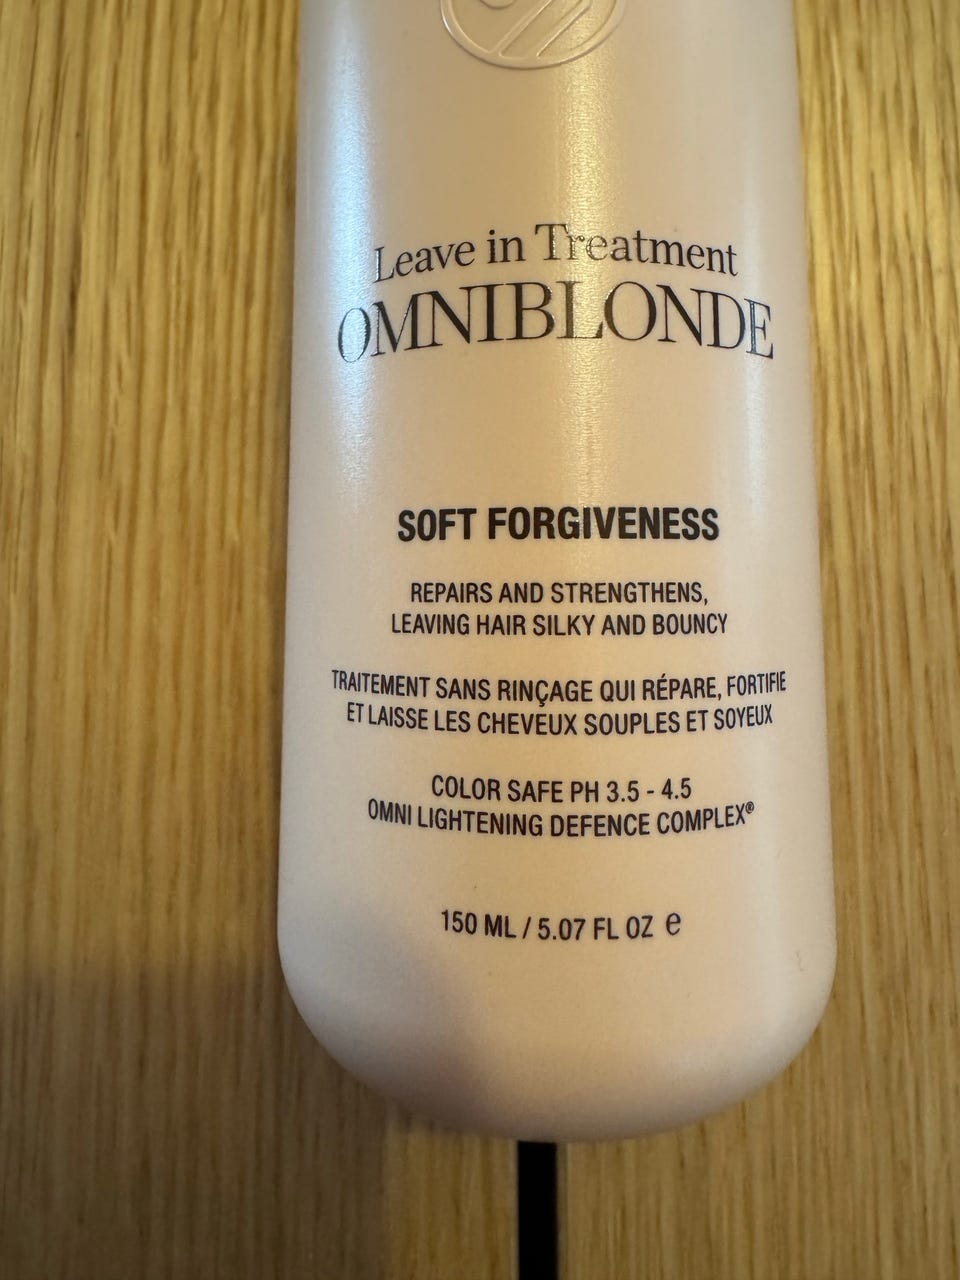 Leave in Treatment
OMNIBLONDE
SOFT FORGIVENESS
REPAIRS AND STRENGTHENS,
LEAVING HAIR SILKY AND BOUNCY
TRAITEMENT SANS RINÇAGE QUI RÉPARE, FORTIFIE
ET LAISSE LES CHEVEUX SOUPLES ET SOYEUX
COLOR SAFE PH 3.5 - 4.5
OMNI LIGHTENING DEFENCE COMPLEX®
150 ML / 5.07 FL OZ ℮